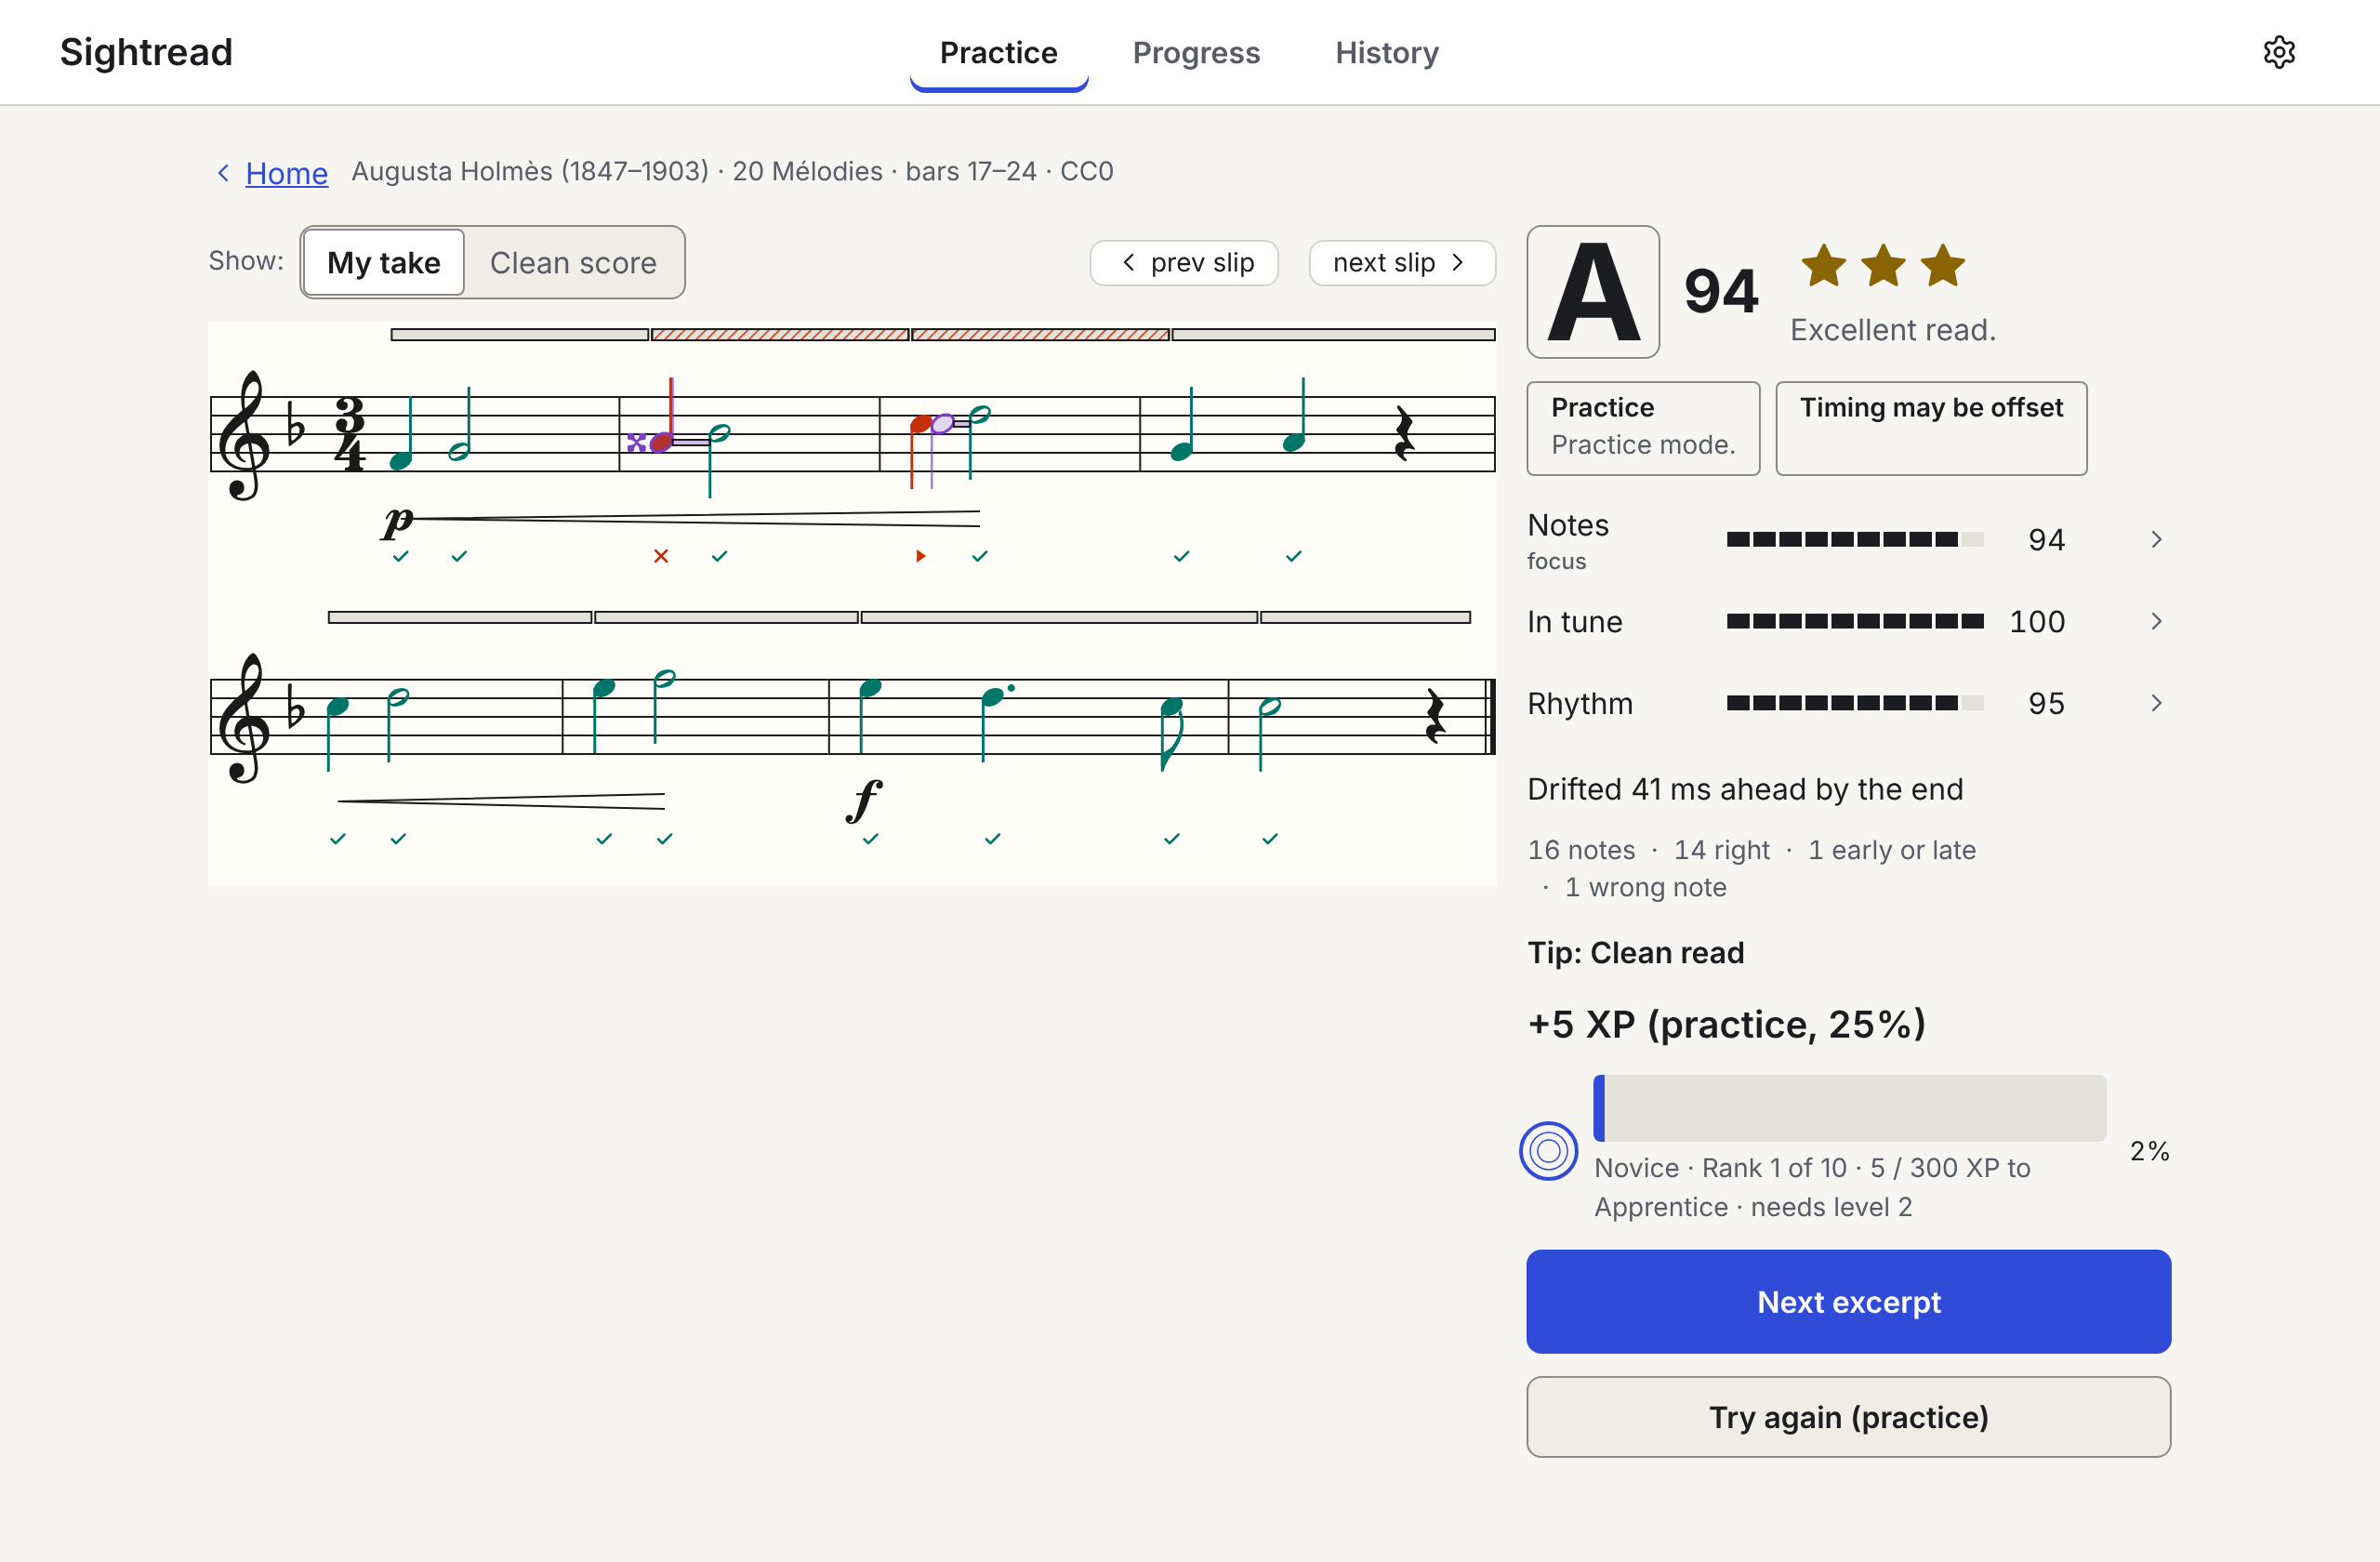 Sightread
Practice
Progress
History
Home
Augusta Holmès (1847–1903) · 20 Mélodies · bars 17–24 · CC0
Show:
My take
Clean score
prev slip
next slip
3
4
p
f
A
94
Excellent read.
Practice
Practice mode.
Timing may be offset
Notes
focus
94
In tune
100
Rhythm
95
Drifted 41 ms ahead by the end
16 notes · 14 right · 1 early or late
· 1 wrong note
Tip: Clean read
+5 XP (practice, 25%)
2%
Novice · Rank 1 of 10 · 5 / 300 XP to
Apprentice · needs level 2
Next excerpt
Try again (practice)